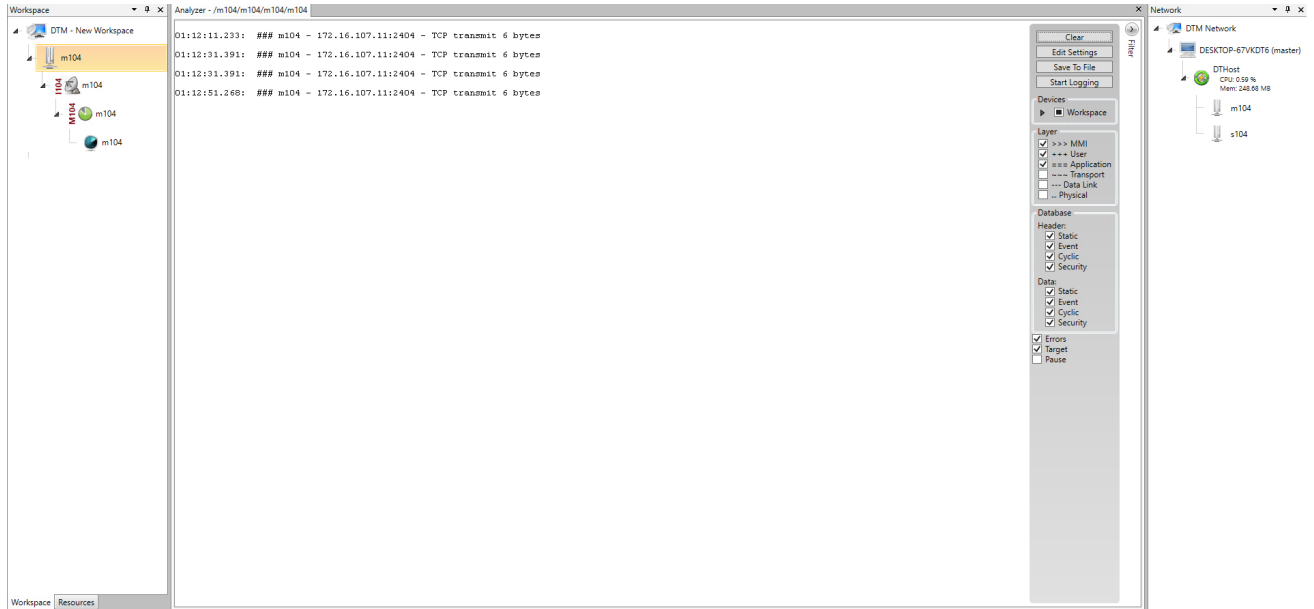 Workspace
DTM - New Workspace
m104
I104 m104
M104 m104
m104
Workspace Resources
Analyzer - /m104/m104/m104/m104
01:12:11.233: ### m104 - 172.16.107.11:2404 - TCP transmit 6 bytes
01:12:31.391: ### m104 - 172.16.107.11:2404 - TCP transmit 6 bytes
01:12:31.391: ### m104 - 172.16.107.11:2404 - TCP transmit 6 bytes
01:12:51.268: ### m104 - 172.16.107.11:2404 - TCP transmit 6 bytes
Clear
Edit Settings
Save To File
Start Logging
Devices
Workspace
Layer
>>> MMI
+++ User
=== Application
~~~ Transport
--- Data Link
... Physical
Database
Header:
Static
Event
Cyclic
Security
Data:
Static
Event
Cyclic
Security
Errors
Target
Pause
Filter
Network
DTM Network
DESKTOP-67VKDT6 (master)
DTHost
CPU: 0.59 %
Mem: 248.68 MB
m104
s104